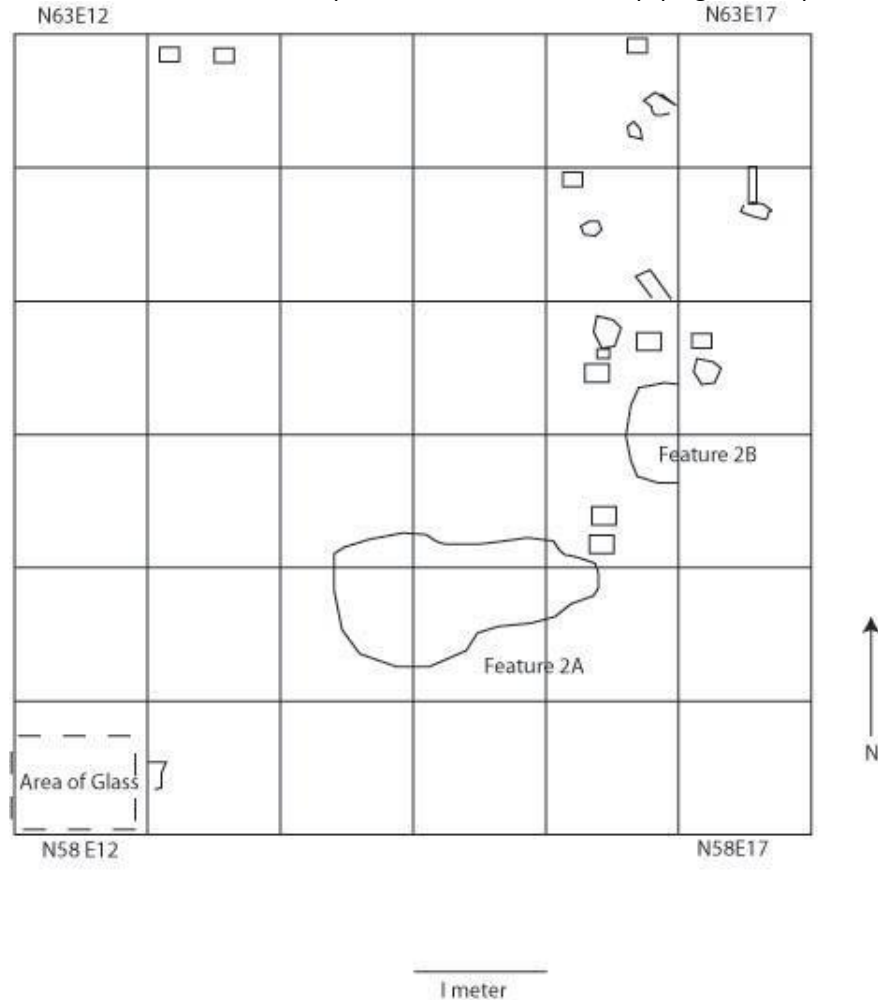 N63E12
N63E17
Feature 2B
Feature 2A
N
Area of Glass
N58 E12
N58E17
I meter